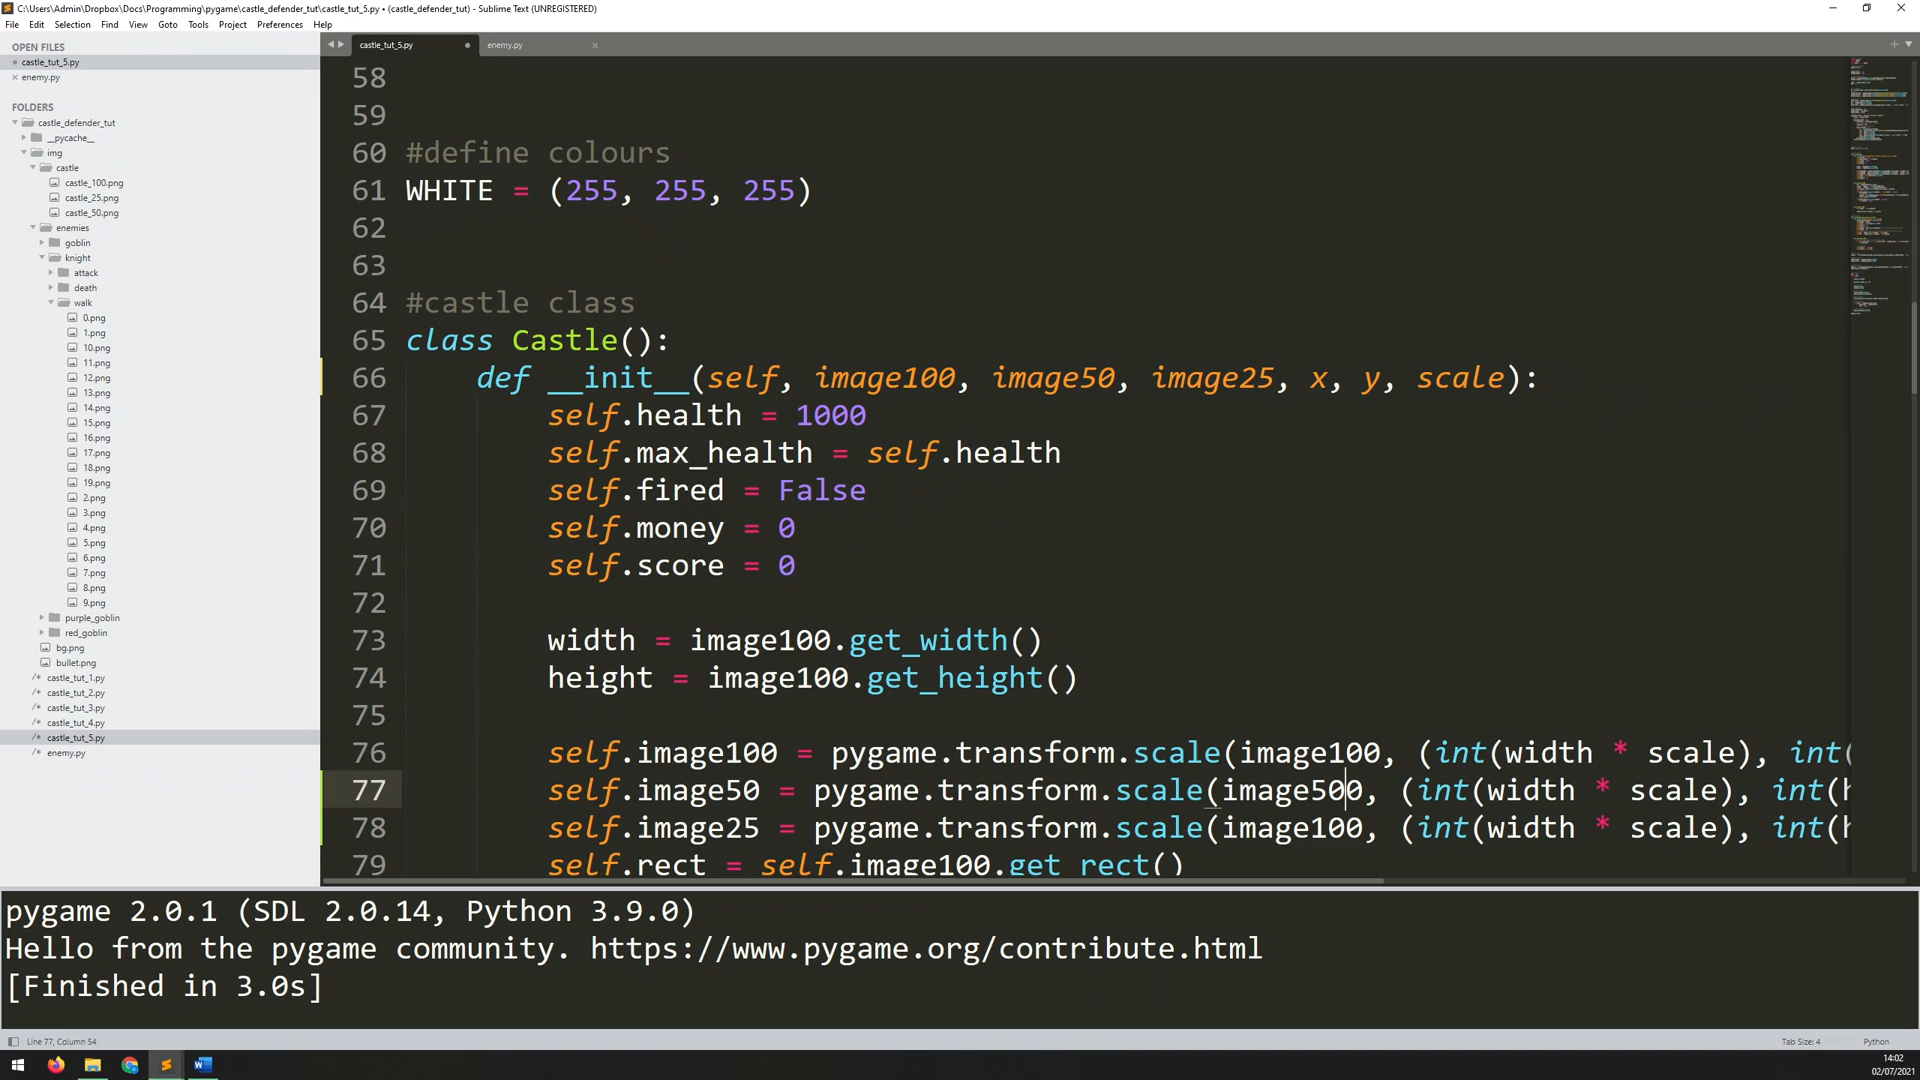 C:\Users\Admin\Dropbox\Docs\Programming\pygame\castle_defender_tut\castle_tut_5.py • (castle_defender_tut) - Sublime Text (UNREGISTERED)
File Edit Selection Find View Goto Tools Project Preferences Help
OPEN FILES
castle_tut_5.py
enemy.py
FOLDERS
castle_defender_tut
__pycache__
img
castle
castle_100.png
castle_25.png
castle_50.png
enemies
goblin
knight
attack
death
walk
0.png
1.png
10.png
11.png
12.png
13.png
14.png
15.png
16.png
17.png
18.png
19.png
2.png
3.png
4.png
5.png
6.png
7.png
8.png
9.png
purple_goblin
red_goblin
bg.png
bullet.png
/* castle_tut_1.py
/* castle_tut_2.py
/* castle_tut_3.py
/* castle_tut_4.py
/* castle_tut_5.py
/* enemy.py
castle_tut_5.py enemy.py
58
59
60 #define colours
61 WHITE = (255, 255, 255)
62
63
64 #castle class
65 class Castle():
66 def __init__(self, image100, image50, image25, x, y, scale):
67 self.health = 1000
68 self.max_health = self.health
69 self.fired = False
70 self.money = 0
71 self.score = 0
72
73 width = image100.get_width()
74 height = image100.get_height()
75
76 self.image100 = pygame.transform.scale(image100, (int(width * scale), int(
77 self.image50 = pygame.transform.scale(image500, (int(width * scale), int(h
78 self.image25 = pygame.transform.scale(image100, (int(width * scale), int(h
79 self.rect = self.image100.get_rect()
pygame 2.0.1 (SDL 2.0.14, Python 3.9.0)
Hello from the pygame community. https://www.pygame.org/contribute.html
[Finished in 3.0s]
Line 77, Column 54 Tab Size: 4 Python
14:02
02/07/2021